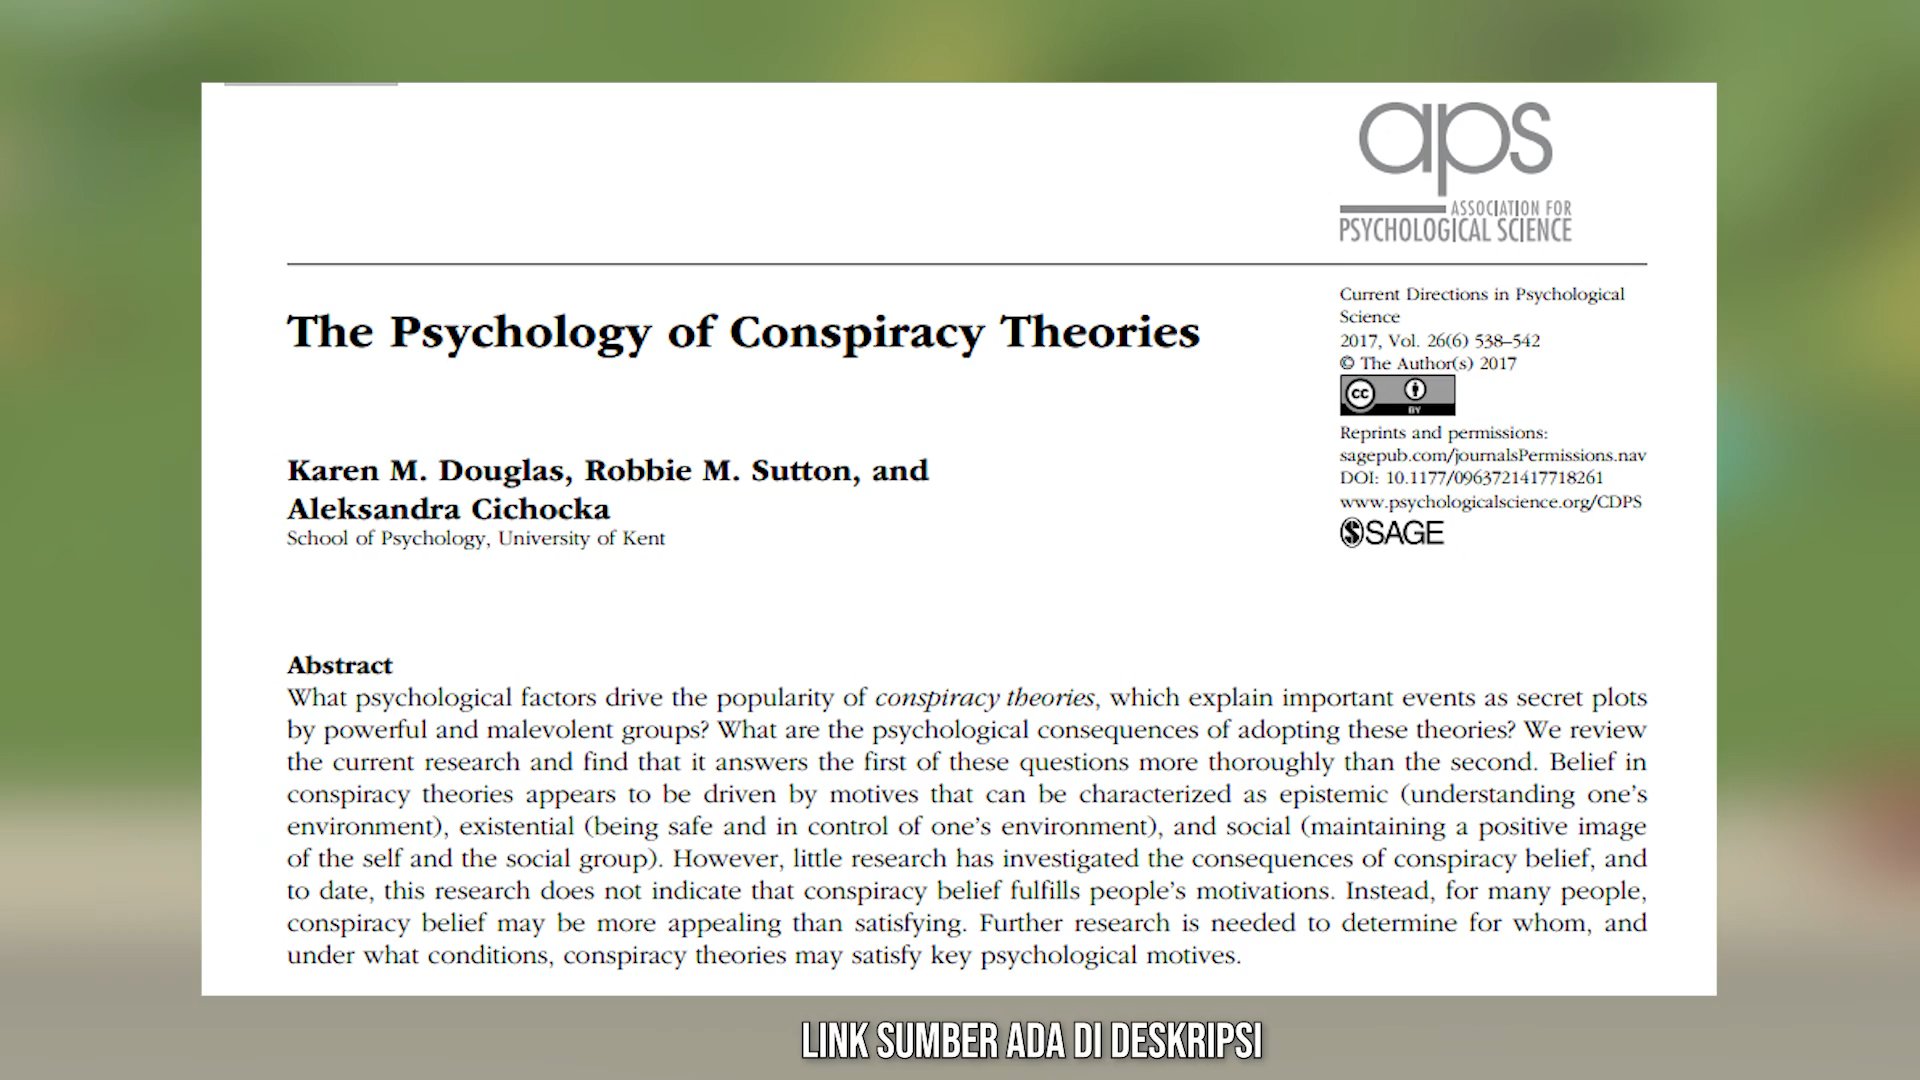 aps
ASSOCIATION FOR
PSYCHOLOGICAL SCIENCE
The Psychology of Conspiracy Theories
Current Directions in Psychological
Science
2017, Vol. 26(6) 538–542
© The Author(s) 2017
cc
BY
Reprints and permissions:
sagepub.com/journalsPermissions.nav
DOI: 10.1177/0963721417718261
www.psychologicalscience.org/CDPS
SAGE
Karen M. Douglas, Robbie M. Sutton, and
Aleksandra Cichocka
School of Psychology, University of Kent
Abstract
What psychological factors drive the popularity of conspiracy theories, which explain important events as secret plots
by powerful and malevolent groups? What are the psychological consequences of adopting these theories? We review
the current research and find that it answers the first of these questions more thoroughly than the second. Belief in
conspiracy theories appears to be driven by motives that can be characterized as epistemic (understanding one’s
environment), existential (being safe and in control of one’s environment), and social (maintaining a positive image
of the self and the social group). However, little research has investigated the consequences of conspiracy belief, and
to date, this research does not indicate that conspiracy belief fulfills people’s motivations. Instead, for many people,
conspiracy belief may be more appealing than satisfying. Further research is needed to determine for whom, and
under what conditions, conspiracy theories may satisfy key psychological motives.
LINK SUMBER ADA DI DESKRIPSI